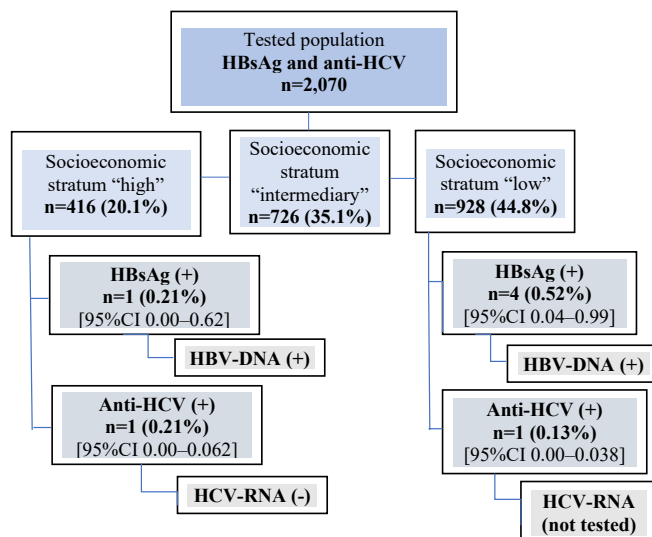 Tested population
HBsAg and anti-HCV
n=2,070
Socioeconomic
stratum “high”
n=416 (20.1%)
Socioeconomic
stratum
“intermediary”
n=726 (35.1%)
Socioeconomic
stratum “low”
n=928 (44.8%)
HBsAg (+)
n=1 (0.21%)
[95%CI 0.00–0.62]
HBV-DNA (+)
Anti-HCV (+)
n=1 (0.21%)
[95%CI 0.00–0.062]
HCV-RNA (-)
HBsAg (+)
n=4 (0.52%)
[95%CI 0.04–0.99]
HBV-DNA (+)
Anti-HCV (+)
n=1 (0.13%)
[95%CI 0.00–0.038]
HCV-RNA
(not tested)